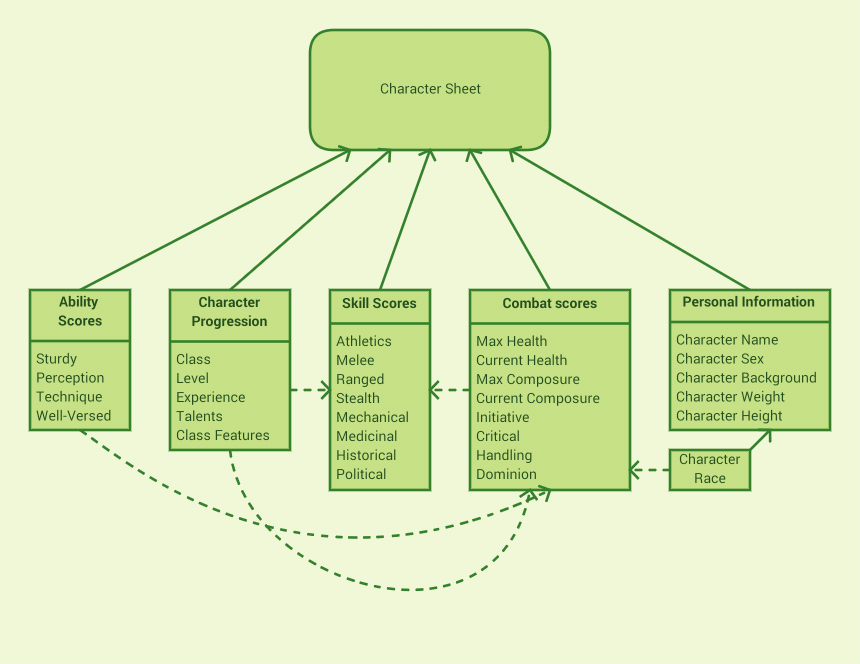 Character Sheet
Ability
Scores
Sturdy
Perception
Technique
Well-Versed
Character
Progression
Class
Level
Experience
Talents
Class Features
Skill Scores
Athletics
Melee
Ranged
Stealth
Mechanical
Medicinal
Historical
Political
Combat scores
Max Health
Current Health
Max Composure
Current Composure
Initiative
Critical
Handling
Dominion
Personal Information
Character Name
Character Sex
Character Background
Character Weight
Character Height
Character
Race